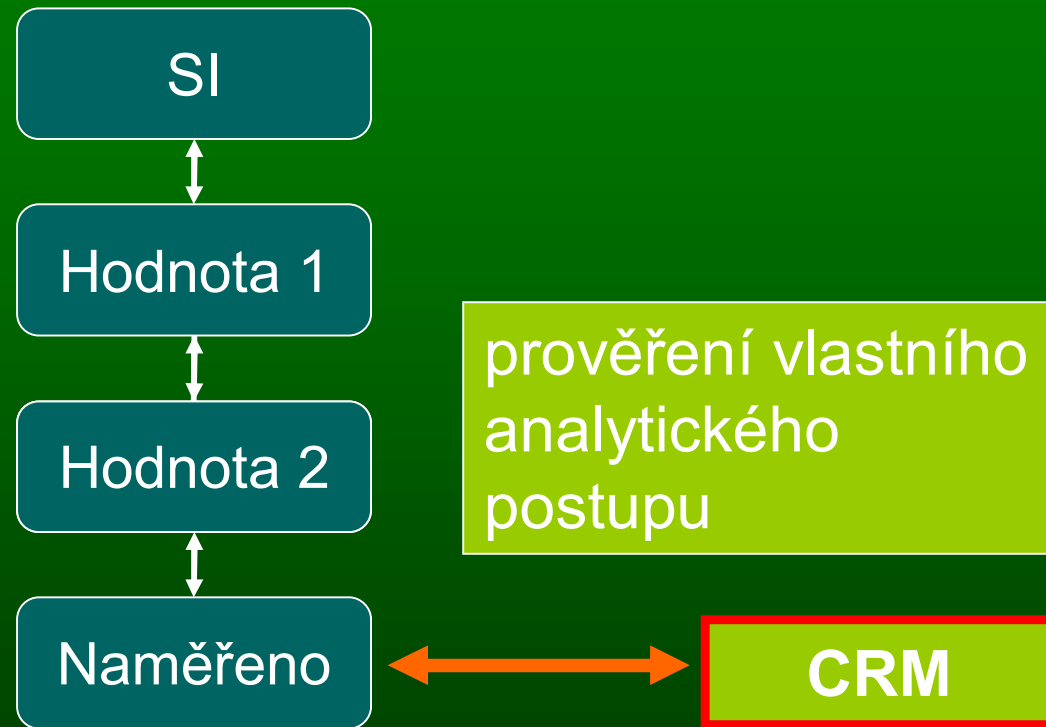 SI
Hodnota 1
Hodnota 2
Naměřeno
prověření vlastního
analytického
postupu
CRM